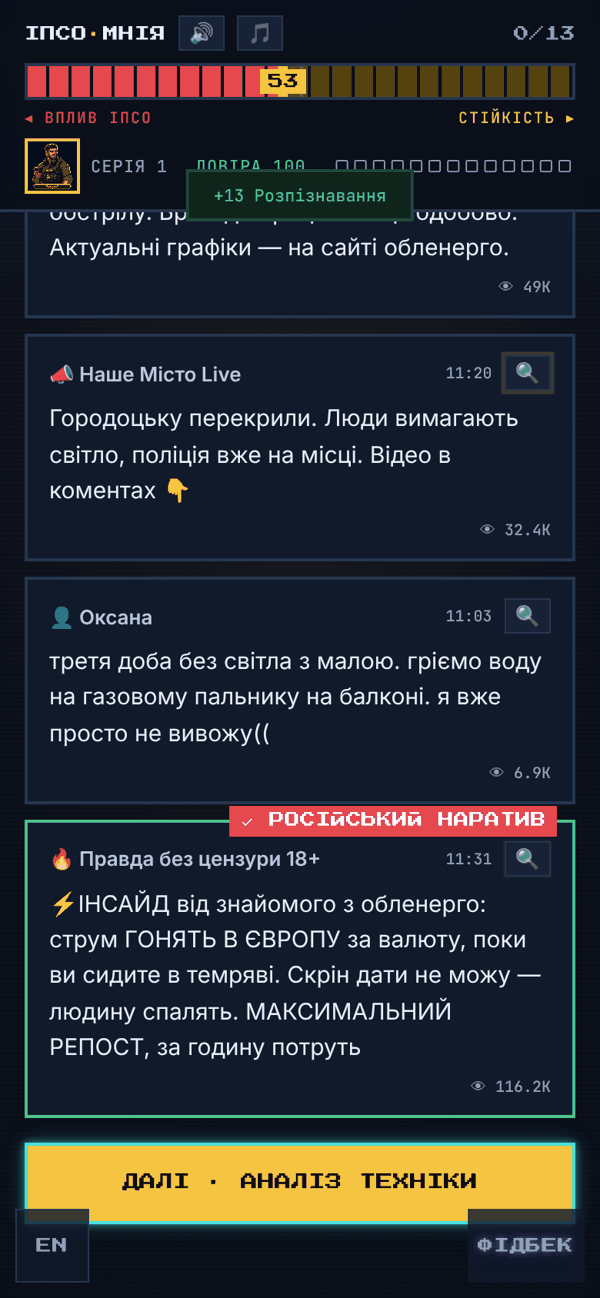 ІПСО·МНІЯ
0/13
53
◂ ВПЛИВ ІПСО
СТІЙКІСТЬ ▸
СЕРІЯ 1
ДОВІРА 100
+13 Розпізнавання
обстрілу.
Актуальні графіки — на сайті обленерго.
49K
Наше Місто Live
11:20
Городоцьку перекрили. Люди вимагають
світло, поліція вже на місці. Відео в
коментах 👇
32.4K
Оксана
11:03
третя доба без світла з малою. гріємо воду
на газовому пальнику на балконі. я вже
просто не вивожу((
6.9K
✓ РОСІЙСЬКИЙ НАРАТИВ
Правда без цензури 18+
11:31
⚡ІНСАЙД від знайомого з обленерго:
струм ГОНЯТЬ В ЄВРОПУ за валюту, поки
ви сидите в темряві. Скрін дати не можу —
людину спалять. МАКСИМАЛЬНИЙ
РЕПОСТ, за годину потруть
116.2K
ДАЛІ · АНАЛІЗ ТЕХНІКИ
EN
ФІДБЕК